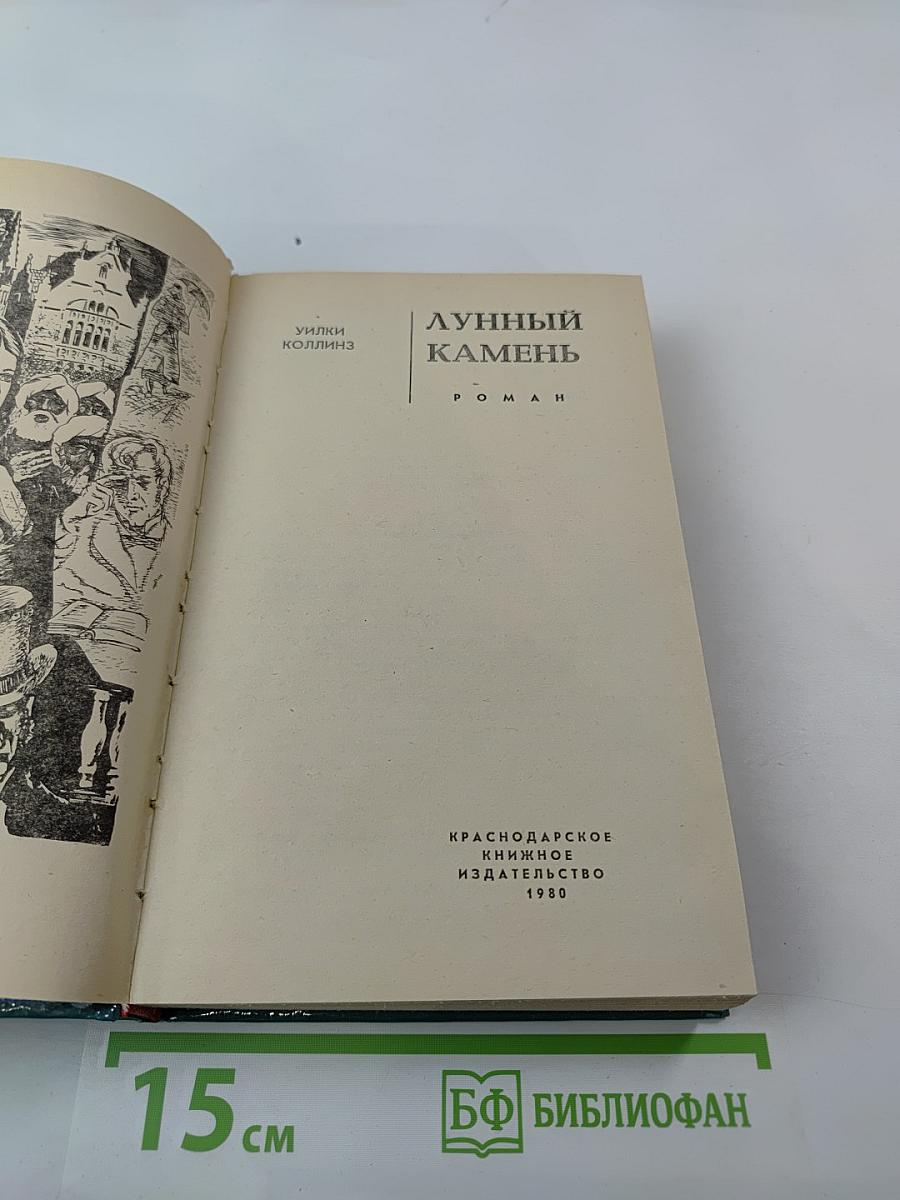 УИЛКИ
КОЛЛИНЗ
ЛУННЫЙ
КАМЕНЬ
РОМАН
КРАСНОДАРСКОЕ
КНИЖНОЕ
ИЗДАТЕЛЬСТВО
1980
15 см
БФ БИБЛИОФАН